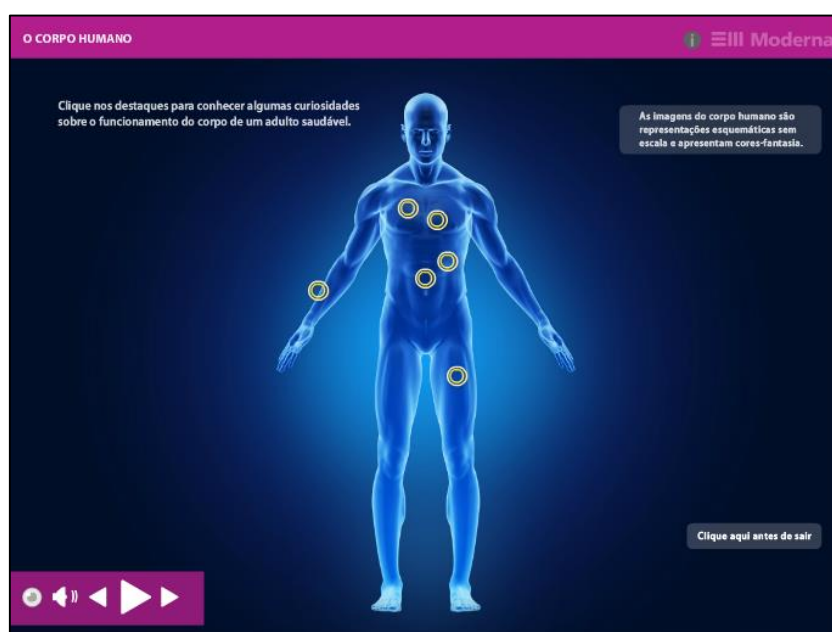 O CORPO HUMANO
i Moderna
Clique nos destaques para conhecer algumas curiosidades
sobre o funcionamento do corpo de um adulto saudável.
As imagens do corpo humano são
representações esquemáticas sem
escala e apresentam cores-fantasia.
Clique aqui antes de sair